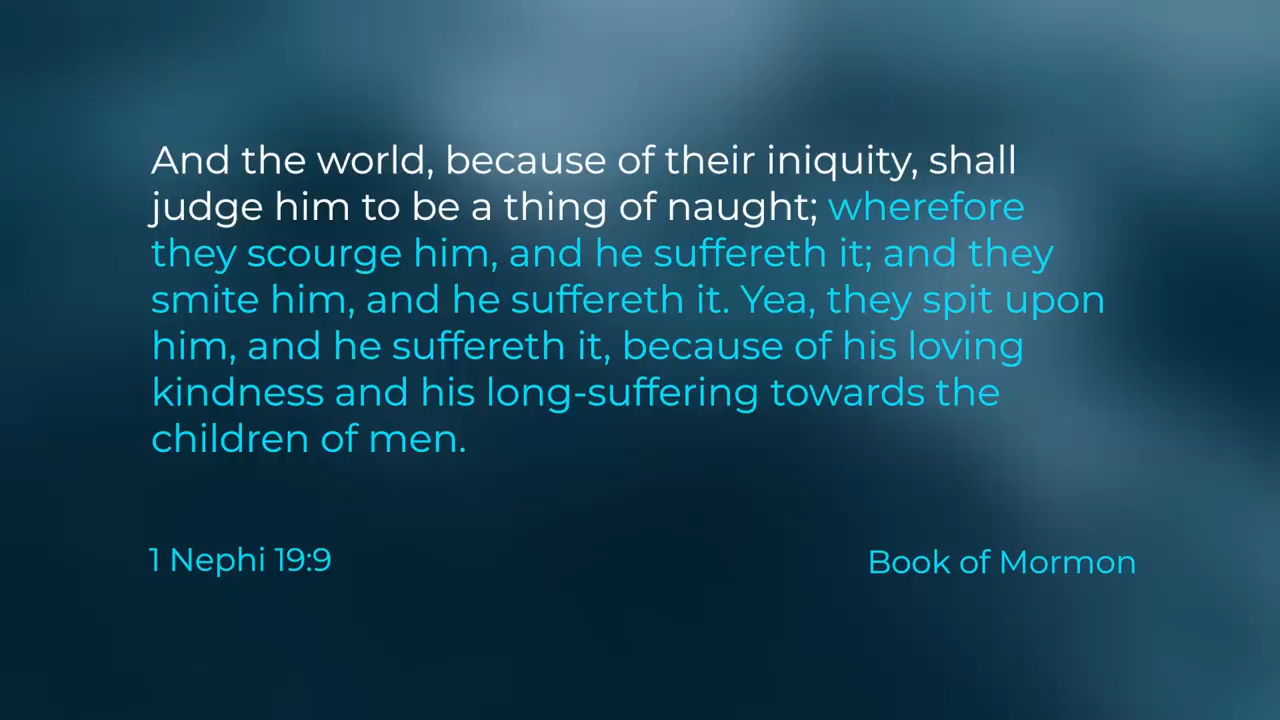 And the world, because of their iniquity, shall
judge him to be a thing of naught; wherefore
they scourge him, and he suffereth it; and they
smite him, and he suffereth it. Yea, they spit upon
him, and he suffereth it, because of his loving
kindness and his long-suffering towards the
children of men.
1 Nephi 19:9
Book of Mormon